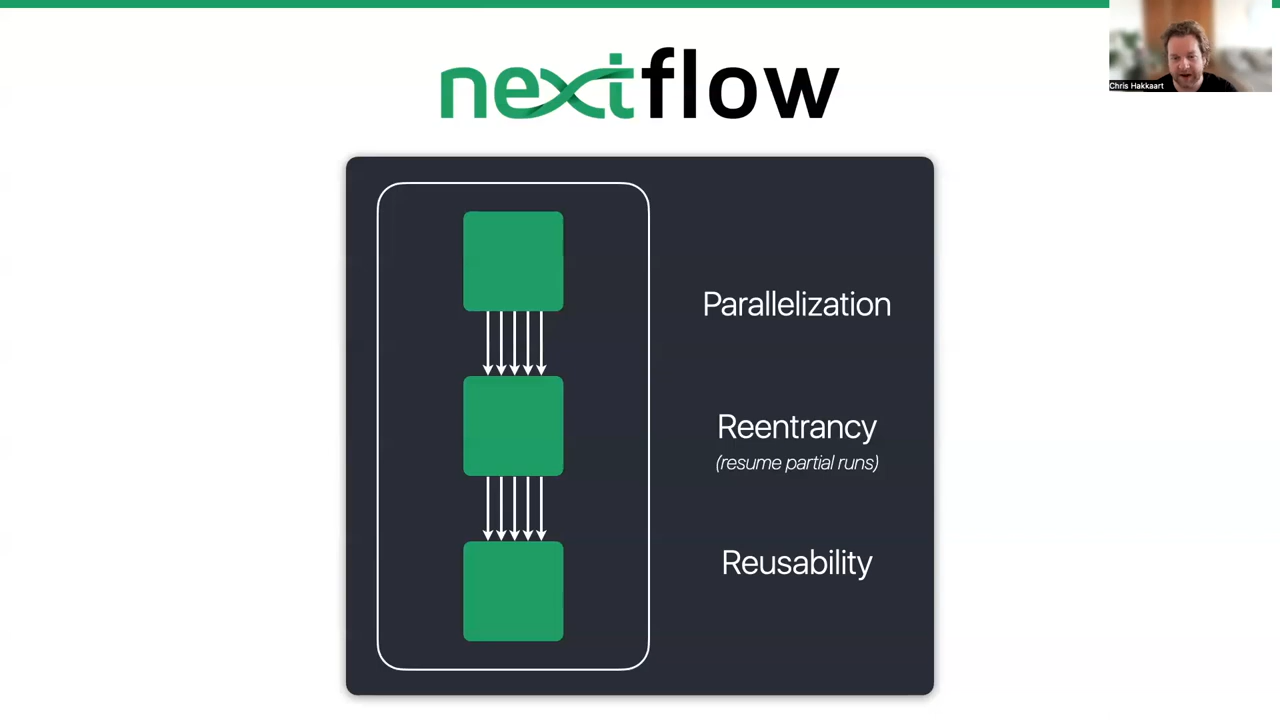 nextflow
Chris Hakkaart
Parallelization
Reentrancy
(resume partial runs)
Reusability